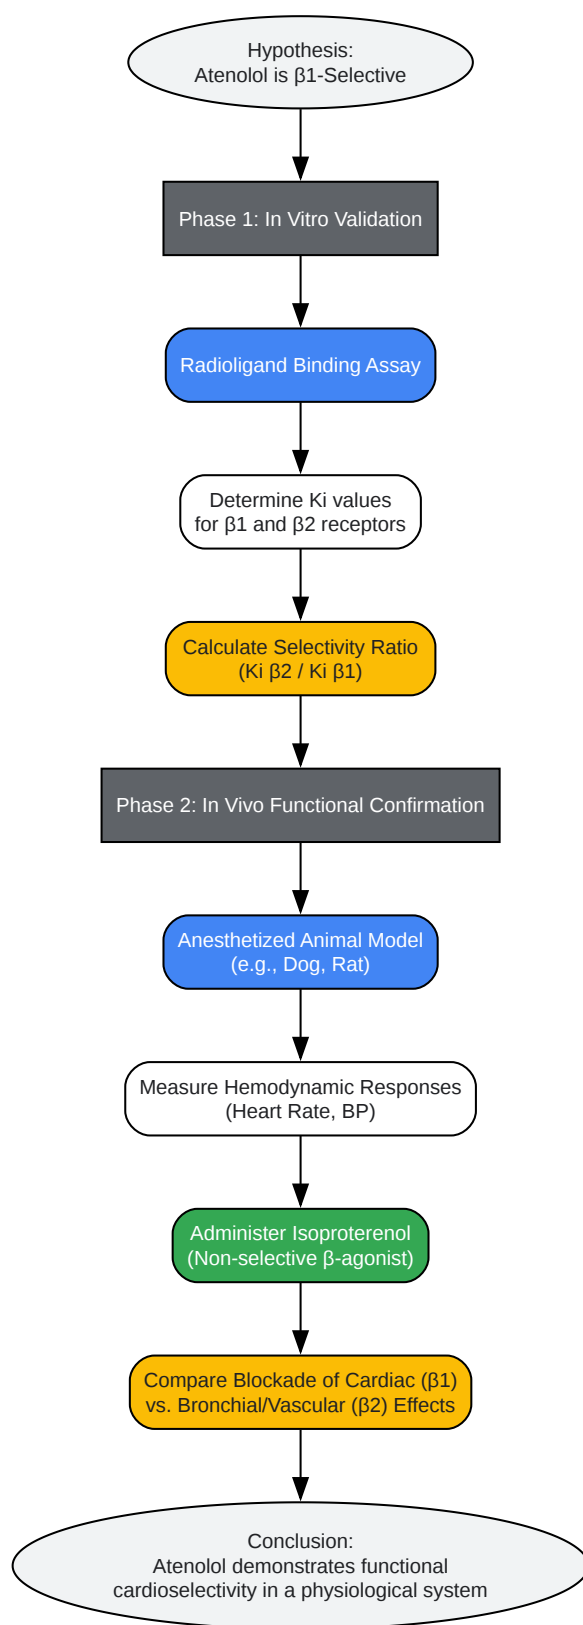 Hypothesis:
Atenolol is β1-Selective
Phase 1: In Vitro Validation
Radioligand Binding Assay
Determine Ki values
for β1 and β2 receptors
Calculate Selectivity Ratio
(Ki β2 / Ki β1)
Phase 2: In Vivo Functional Confirmation
Anesthetized Animal Model
(e.g., Dog, Rat)
Measure Hemodynamic Responses
(Heart Rate, BP)
Administer Isoproterenol
(Non-selective β-agonist)
Compare Blockade of Cardiac (β1)
vs. Bronchial/Vascular (β2) Effects
Conclusion:
Atenolol demonstrates functional
cardioselectivity in a physiological system